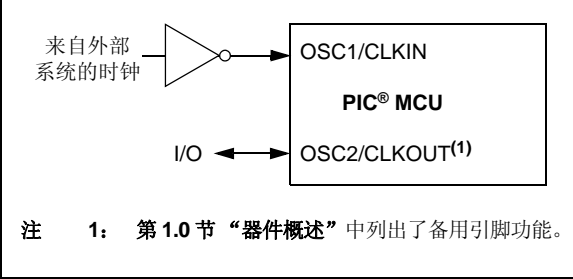 来自外部
系统的时钟
OSC1/CLKIN
PIC® MCU
I/O
OSC2/CLKOUT(1)
注 1： 第 1.0 节“器件概述”中列出了备用引脚功能。